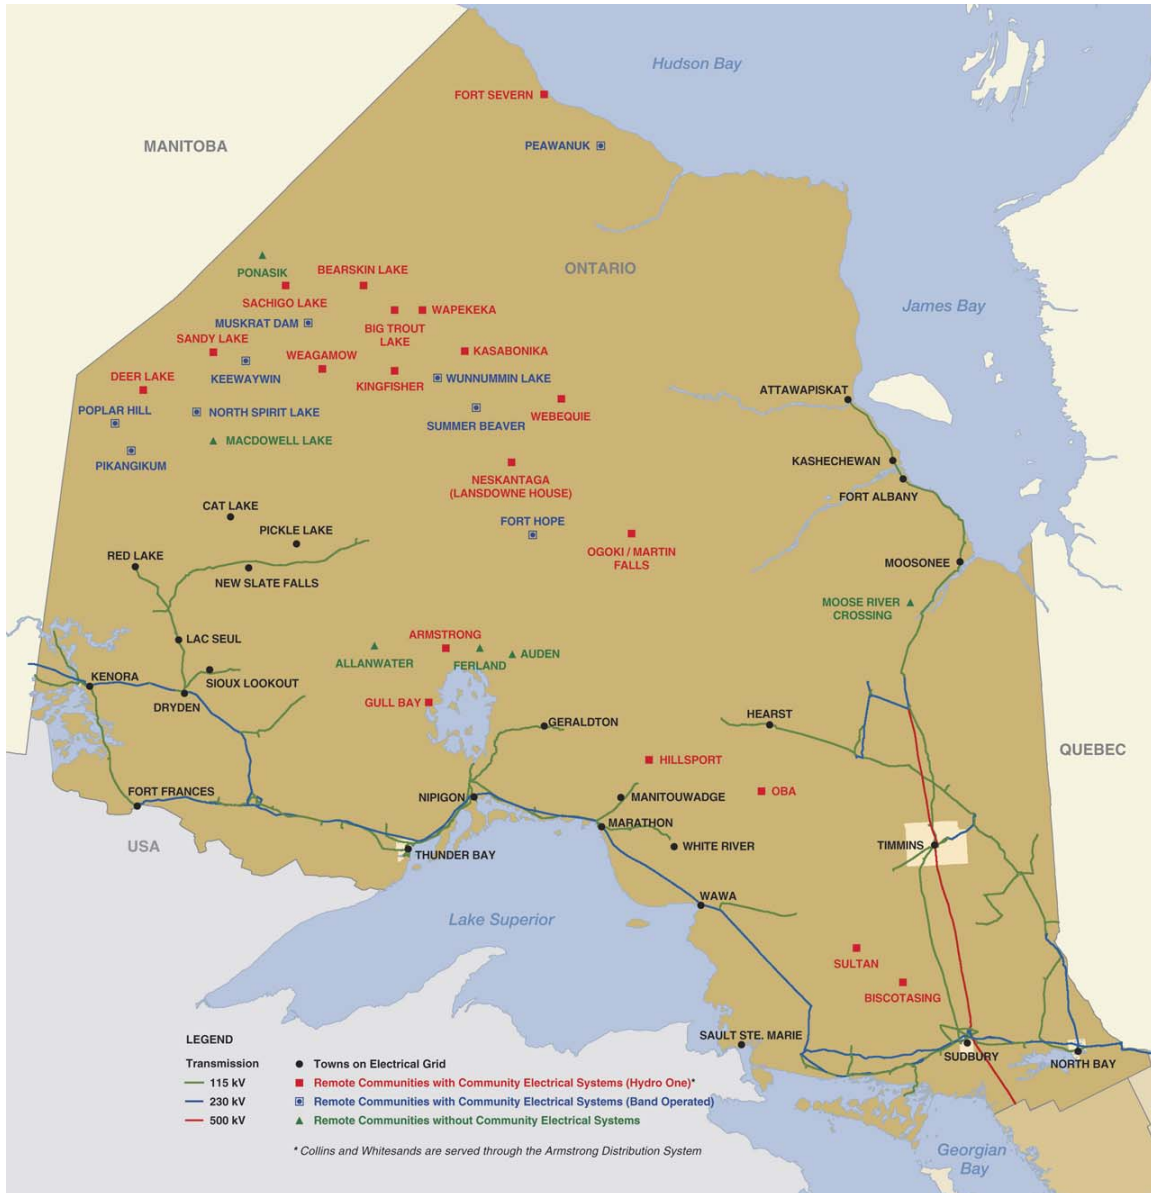 Hudson Bay
FORT SEVERN
MANITOBA
PEAWANUK
PONASIK
BEARSKIN LAKE
ONTARIO
SACHIGO LAKE
WAPEKEKA
James Bay
MUSKRAT DAM
BIG TROUT
LAKE
SANDY LAKE
WEAGAMOW
KASABONIKA
KEEWAYWIN
DEER LAKE
KINGFISHER
WUNNUMMIN LAKE
ATTAWAPISKAT
POPLAR HILL
NORTH SPIRIT LAKE
WEBEQUIE
SUMMER BEAVER
MACDOWELL LAKE
PIKANGIKUM
KASHECHEWAN
NESKANTAGA
(LANSDOWNE HOUSE)
FORT ALBANY
CAT LAKE
PICKLE LAKE
FORT HOPE
RED LAKE
OGOKI / MARTIN
FALLS
MOOSONEE
NEW SLATE FALLS
MOOSE RIVER
CROSSING
LAC SEUL
ARMSTRONG
ALLANWATER
FERLAND
AUDEN
KENORA
SIOUX LOOKOUT
DRYDEN
GULL BAY
GERALDTON
HEARST
QUEBEC
HILLSPORT
FORT FRANCES
NIPIGON
MANITOUWADGE
OBA
MARATHON
USA
THUNDER BAY
WHITE RIVER
TIMMINS
WAWA
Lake Superior
SULTAN
BISCOTASING
SAULT STE. MARIE
SUDBURY
NORTH BAY
Georgian
Bay
LEGEND
Transmission
115 kV
230 kV
500 kV
Towns on Electrical Grid
Remote Communities with Community Electrical Systems (Hydro One)*
Remote Communities with Community Electrical Systems (Band Operated)
Remote Communities without Community Electrical Systems
* Collins and Whitesands are served through the Armstrong Distribution System